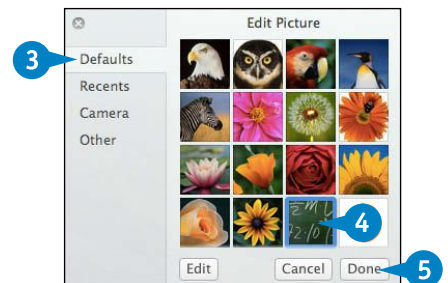 Edit Picture
3
Defaults
Recents
Camera
Other
4
Edit
Cancel
Done
5